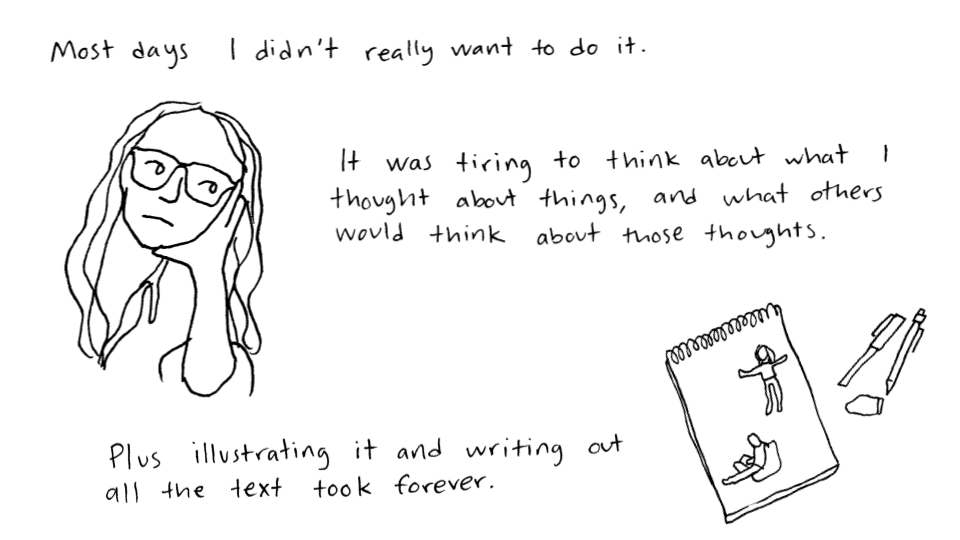 Most days I didn't really want to do it.
It was tiring to think about what I
thought about things, and what others
would think about those thoughts.
Plus illustrating it and writing out
all the text took forever.